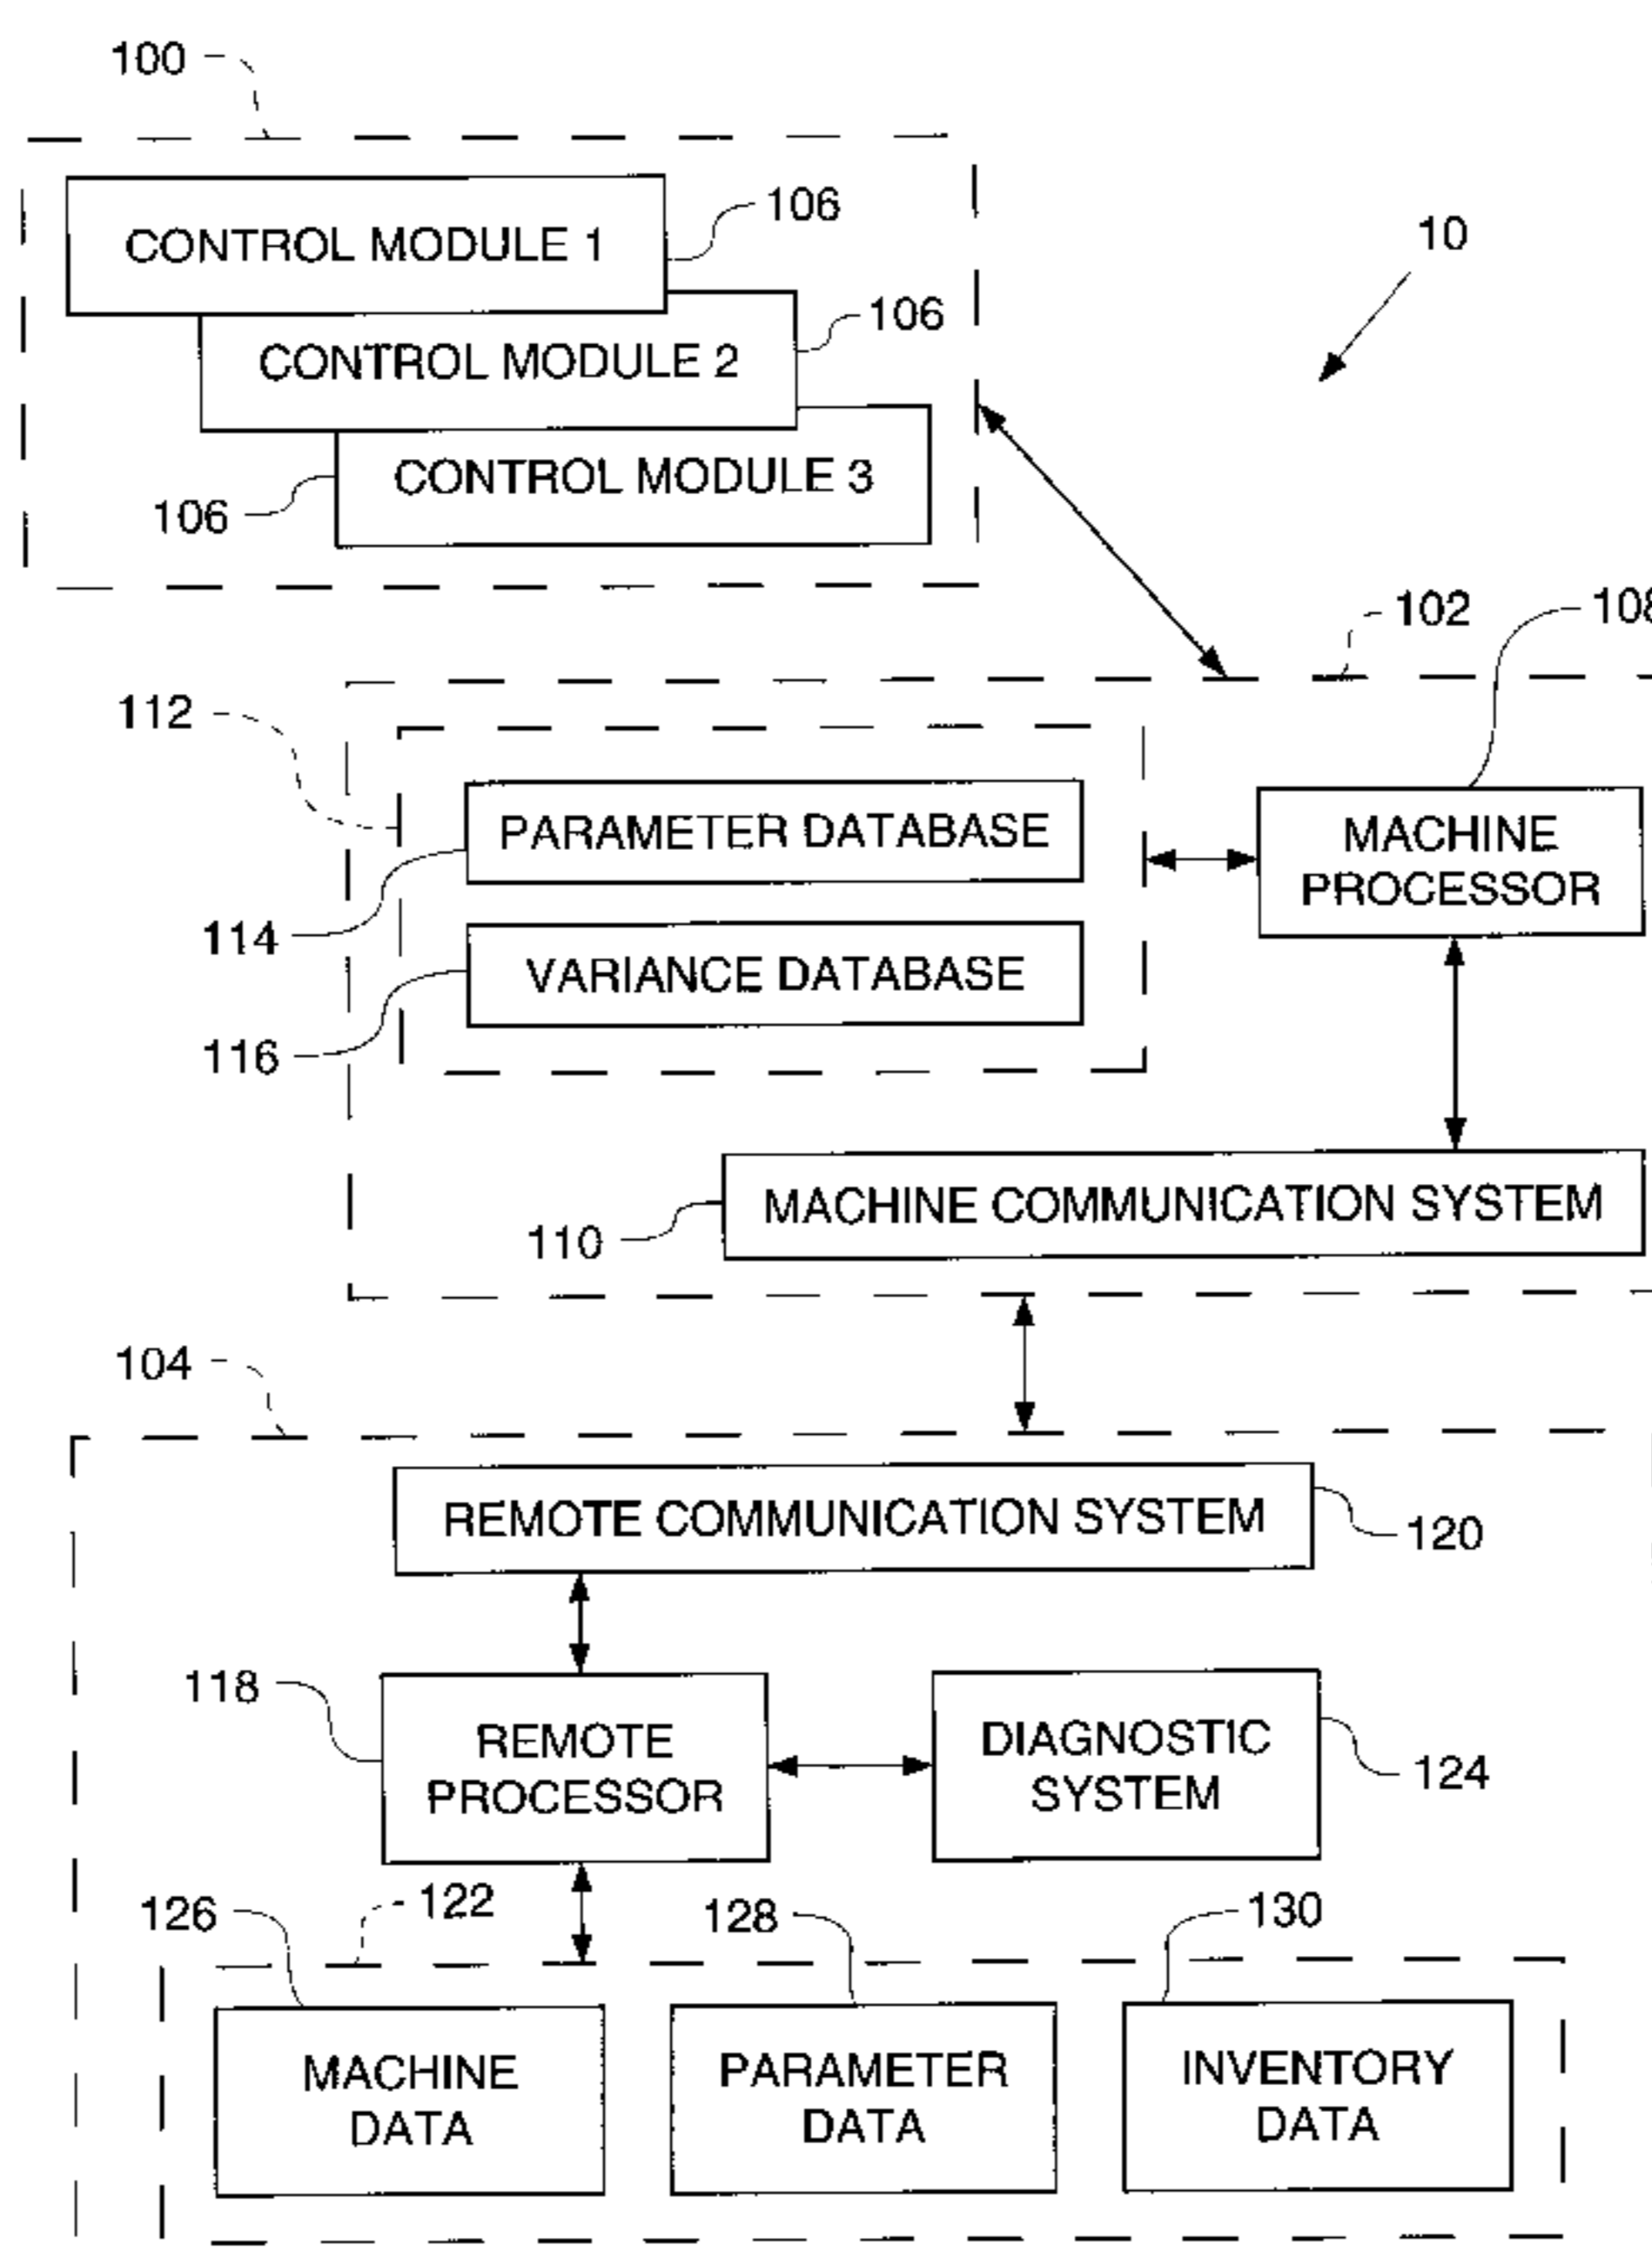 100
CONTROL MODULE 1
106
10
CONTROL MODULE 2
106
CONTROL MODULE 3
106
102
108
112
PARAMETER DATABASE
MACHINE
PROCESSOR
114
VARIANCE DATABASE
116
MACHINE COMMUNICATION SYSTEM
110
104
REMOTE COMMUNICATION SYSTEM
120
118
REMOTE
PROCESSOR
DIAGNOSTIC
SYSTEM
124
126
122
128
130
MACHINE
DATA
PARAMETER
DATA
INVENTORY
DATA